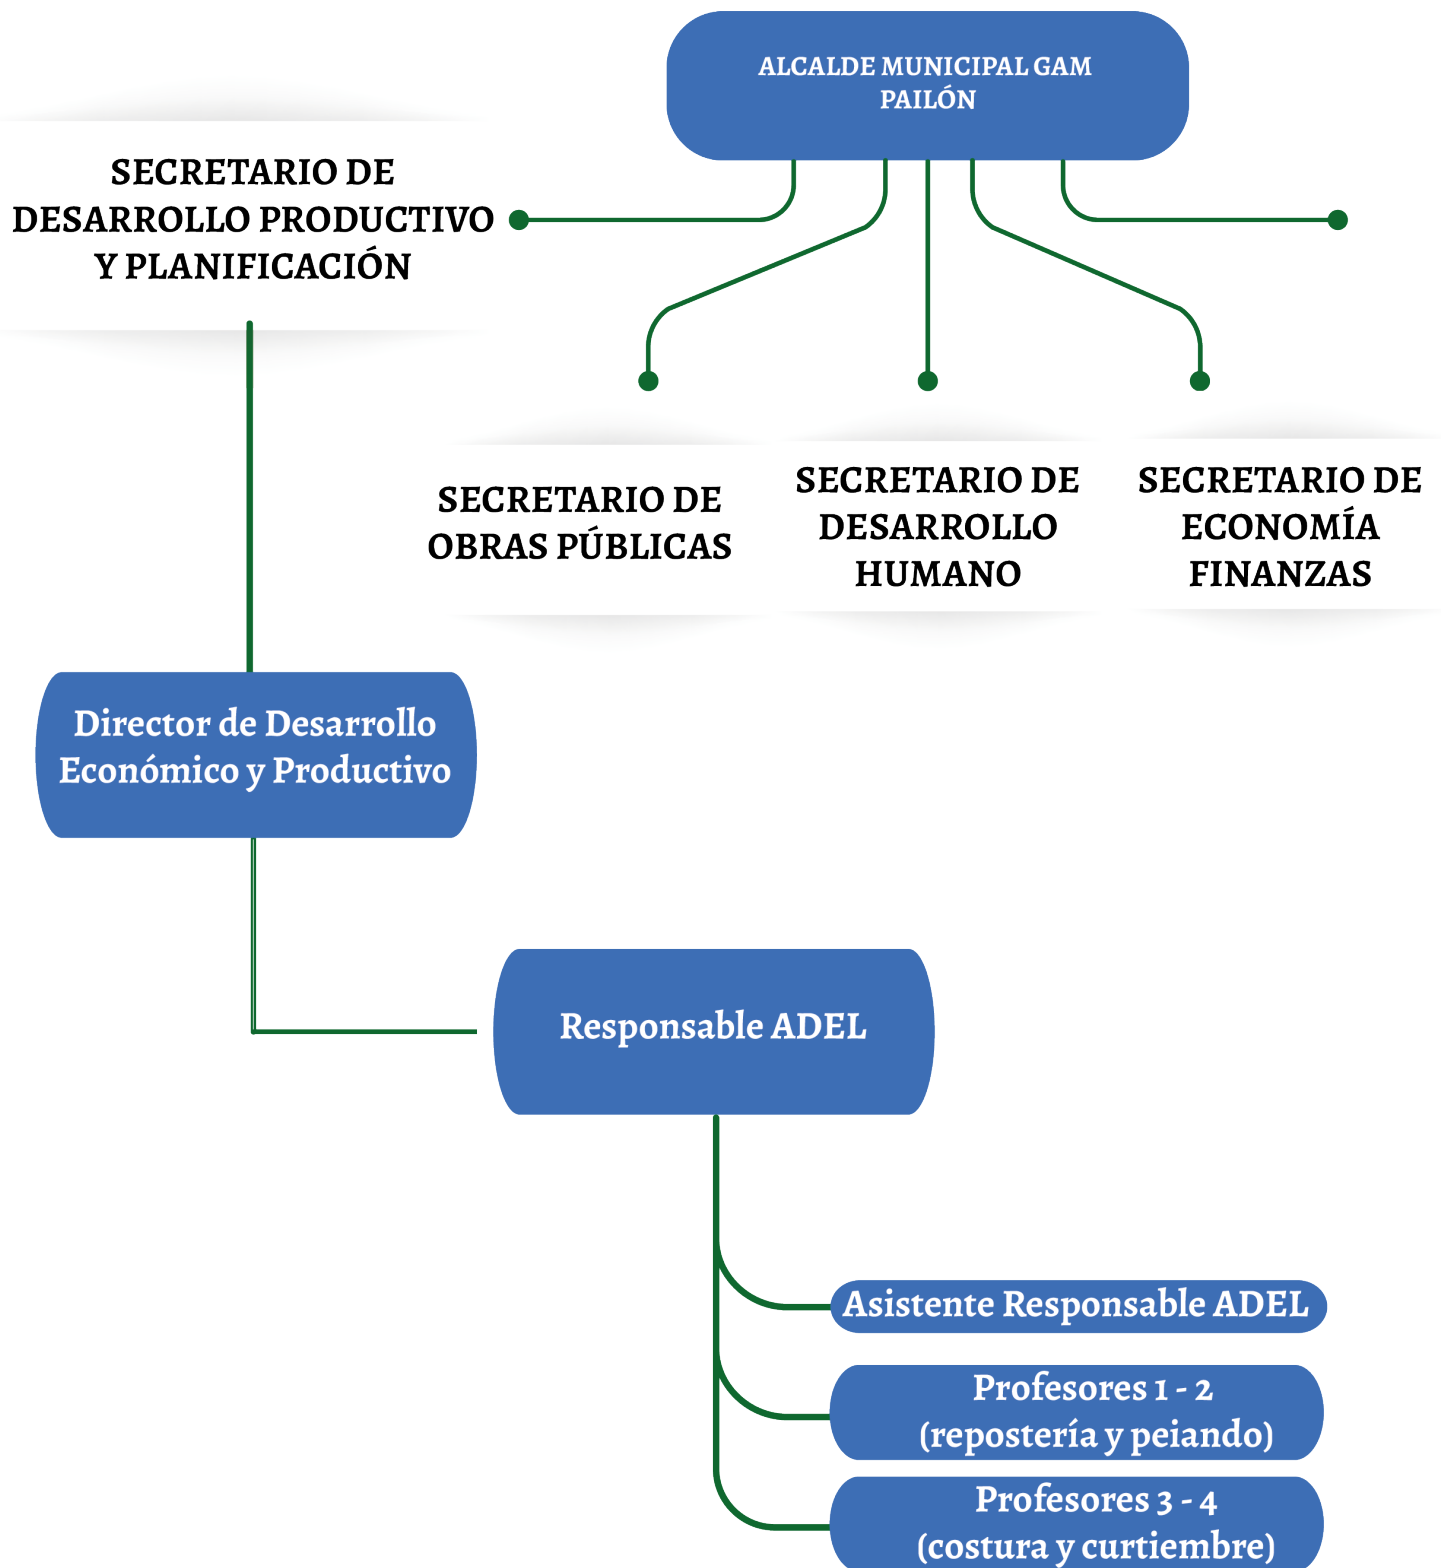 ALCALDE MUNICIPAL GAM
PAILÓN
SECRETARIO DE
DESARROLLO PRODUCTIVO
Y PLANIFICACIÓN
SECRETARIO DE
OBRAS PÚBLICAS
SECRETARIO DE
DESARROLLO
HUMANO
SECRETARIO DE
ECONOMÍA
FINANZAS
Director de Desarrollo
Económico y Productivo
Responsable ADEL
Asistente Responsable ADEL
Profesores 1 - 2
(repostería y peiando)
Profesores 3 - 4
(costura y curtiembre)